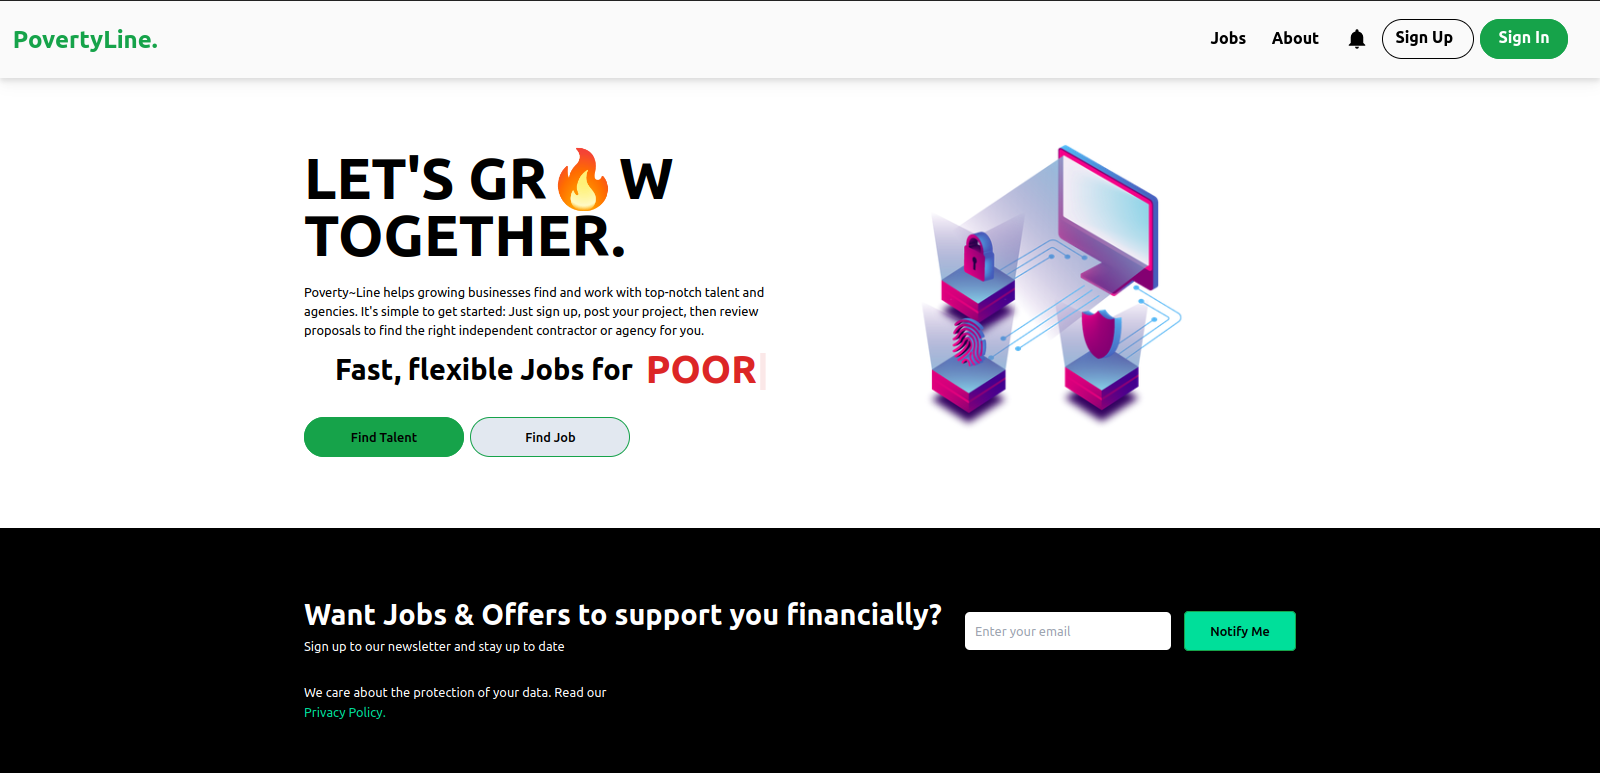 PovertyLine.
Jobs
About
Sign Up
Sign In
LET'S GR🔥W
TOGETHER.
Poverty~Line helps growing businesses find and work with top-notch talent and
agencies. It's simple to get started: Just sign up, post your project, then review
proposals to find the right independent contractor or agency for you.
Fast, flexible Jobs for POOR
Find Talent
Find Job
Want Jobs & Offers to support you financially?
Sign up to our newsletter and stay up to date
Enter your email
Notify Me
We care about the protection of your data. Read our
Privacy Policy.